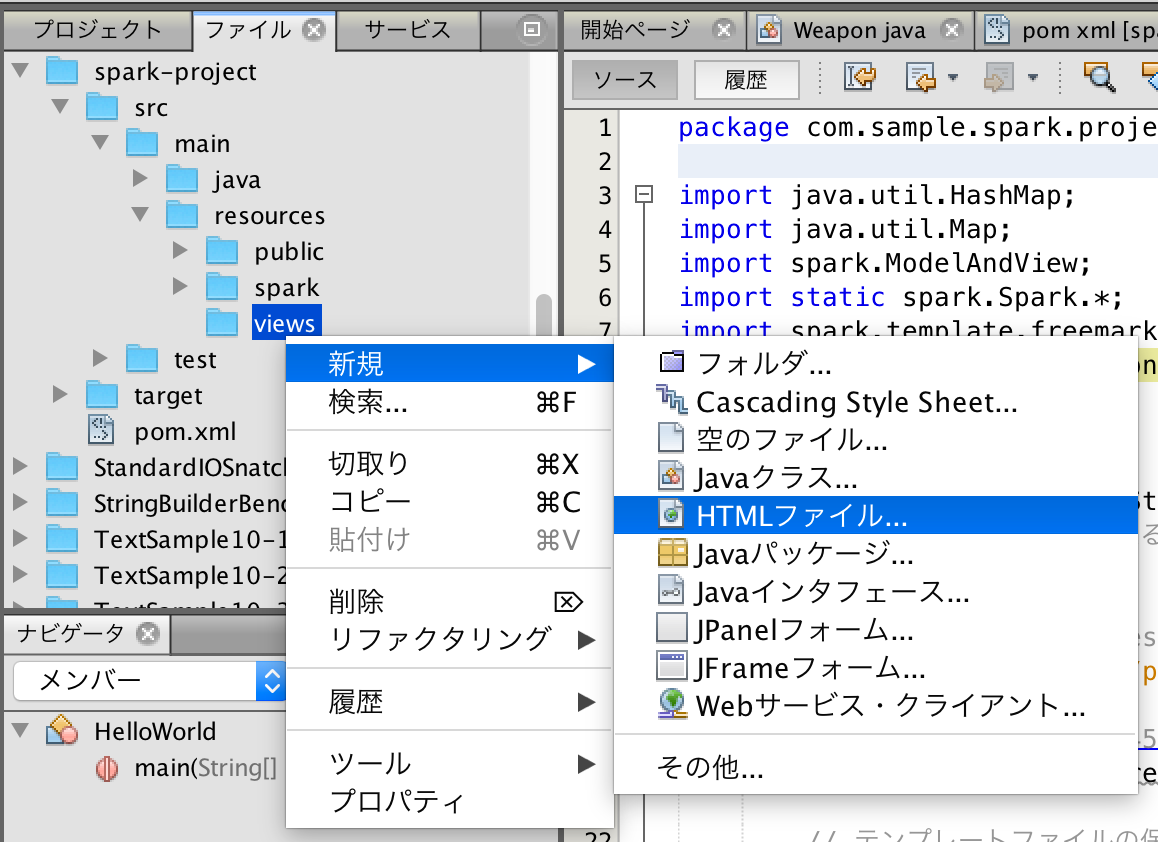 プロジェクト ファイル サービス
開始ページ Weapon java pom xml [sp
ソース 履歴
spark-project
src
main
java
resources
public
spark
views
test
target
pom.xml
StandardIOSnatc
StringBuilderBenc
TextSample10-1
TextSample10-2
ナビゲータ
メンバー
HelloWorld
main(String[]
1 package com.sample.spark.proje
2
3 import java.util.HashMap;
4 import java.util.Map;
5 import spark.ModelAndView;
6 import static spark.Spark.*;
7 import spark.template.freemark
新規
検索... ⌘F
切取り ⌘X
コピー ⌘C
貼付け ⌘V
削除 ⌦
リファクタリング
履歴
ツール
プロパティ
フォルダ...
Cascading Style Sheet...
空のファイル...
Javaクラス...
HTMLファイル...
Javaパッケージ...
Javaインタフェース...
JPanelフォーム...
JFrameフォーム...
Webサービス・クライアント...
その他...
22 // テンプレートファイルの保